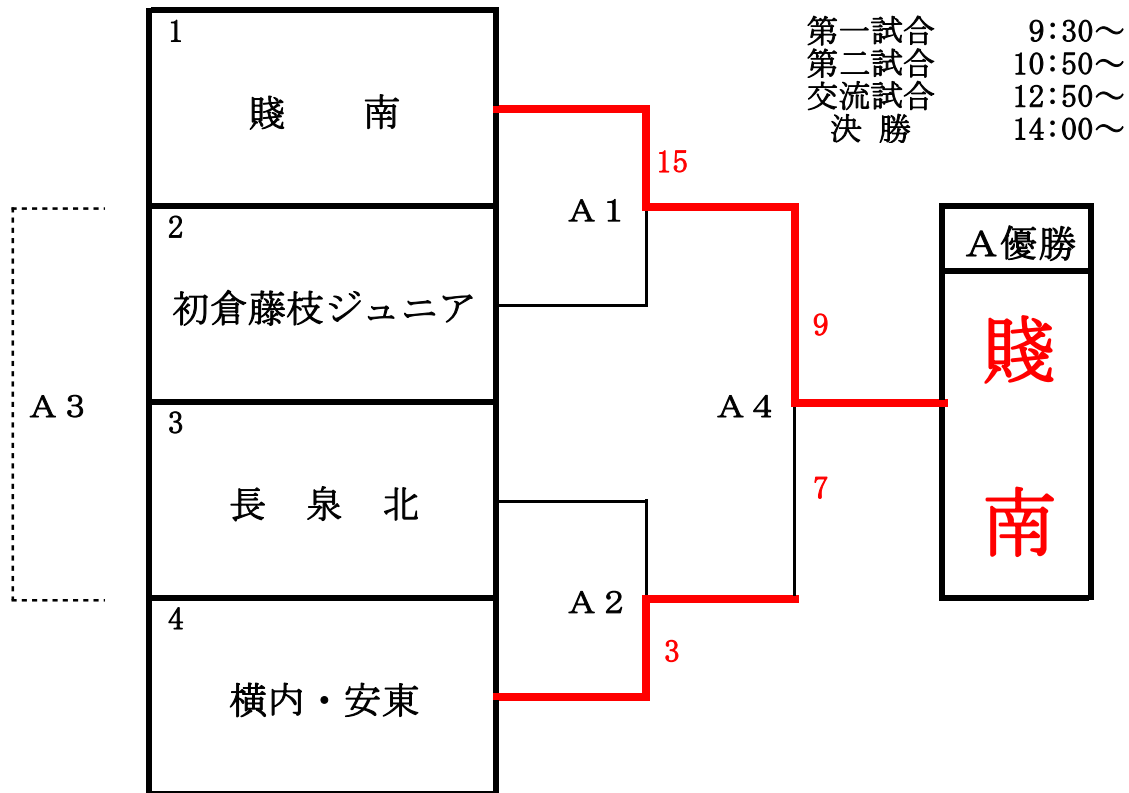 1
賤　南
2
初倉藤枝ジュニア
3
長　泉　北
4
横内・安東
Ａ３
Ａ１
15
Ａ２
3
Ａ４
9
7
第一試合　9:30～
第二試合　10:50～
交流試合　12:50～
決 勝　14:00～
Ａ優勝
賤
南